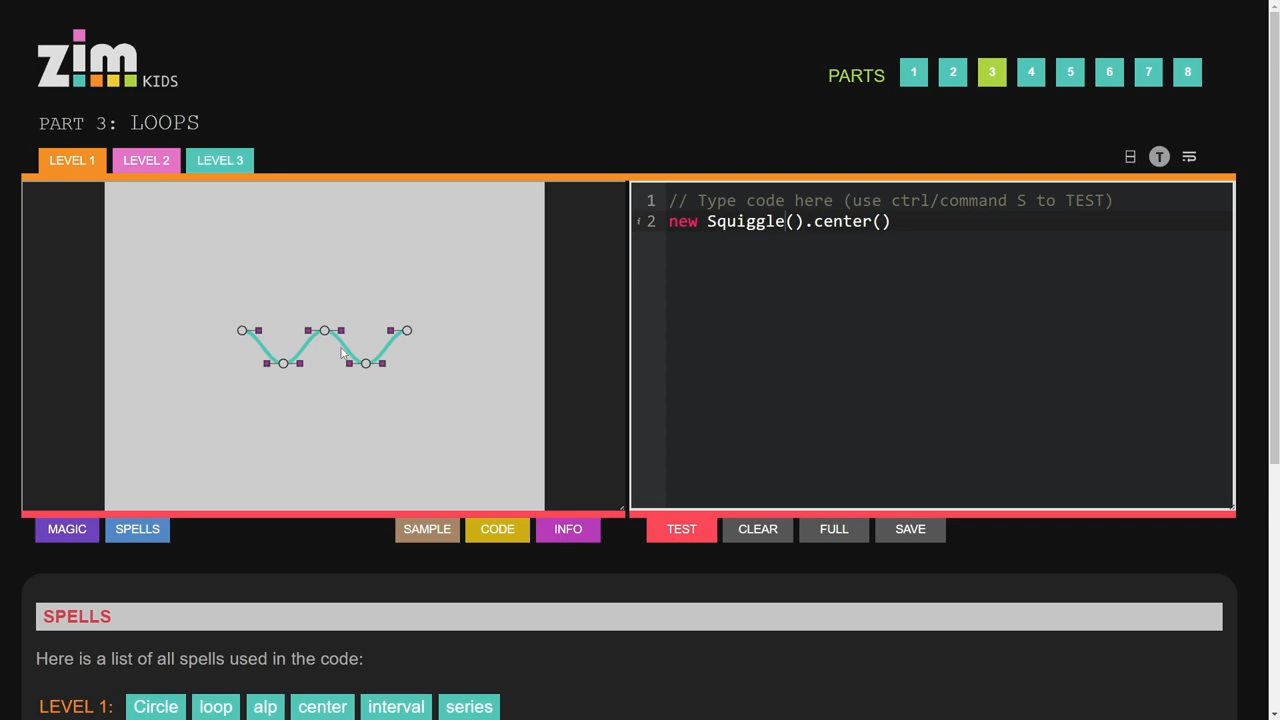 zim KIDS
PARTS 1 2 3 4 5 6 7 8
PART 3: LOOPS
LEVEL 1 LEVEL 2 LEVEL 3
T
1 // Type code here (use ctrl/command S to TEST)
i 2 new Squiggle().center()
MAGIC SPELLS SAMPLE CODE INFO TEST CLEAR FULL SAVE
SPELLS
Here is a list of all spells used in the code:
LEVEL 1: Circle loop alp center interval series